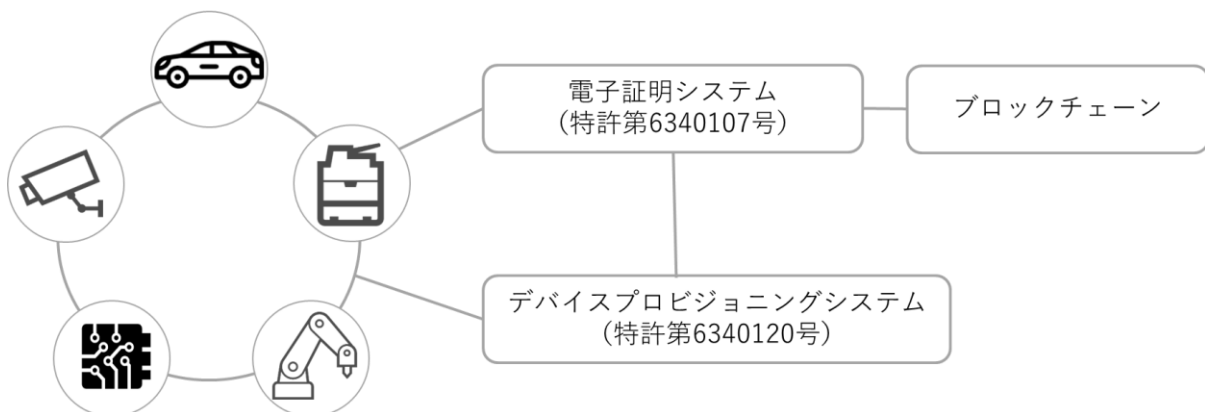 電子証明システム
（特許第6340107号）
ブロックチェーン
デバイスプロビジョニングシステム
（特許第6340120号）